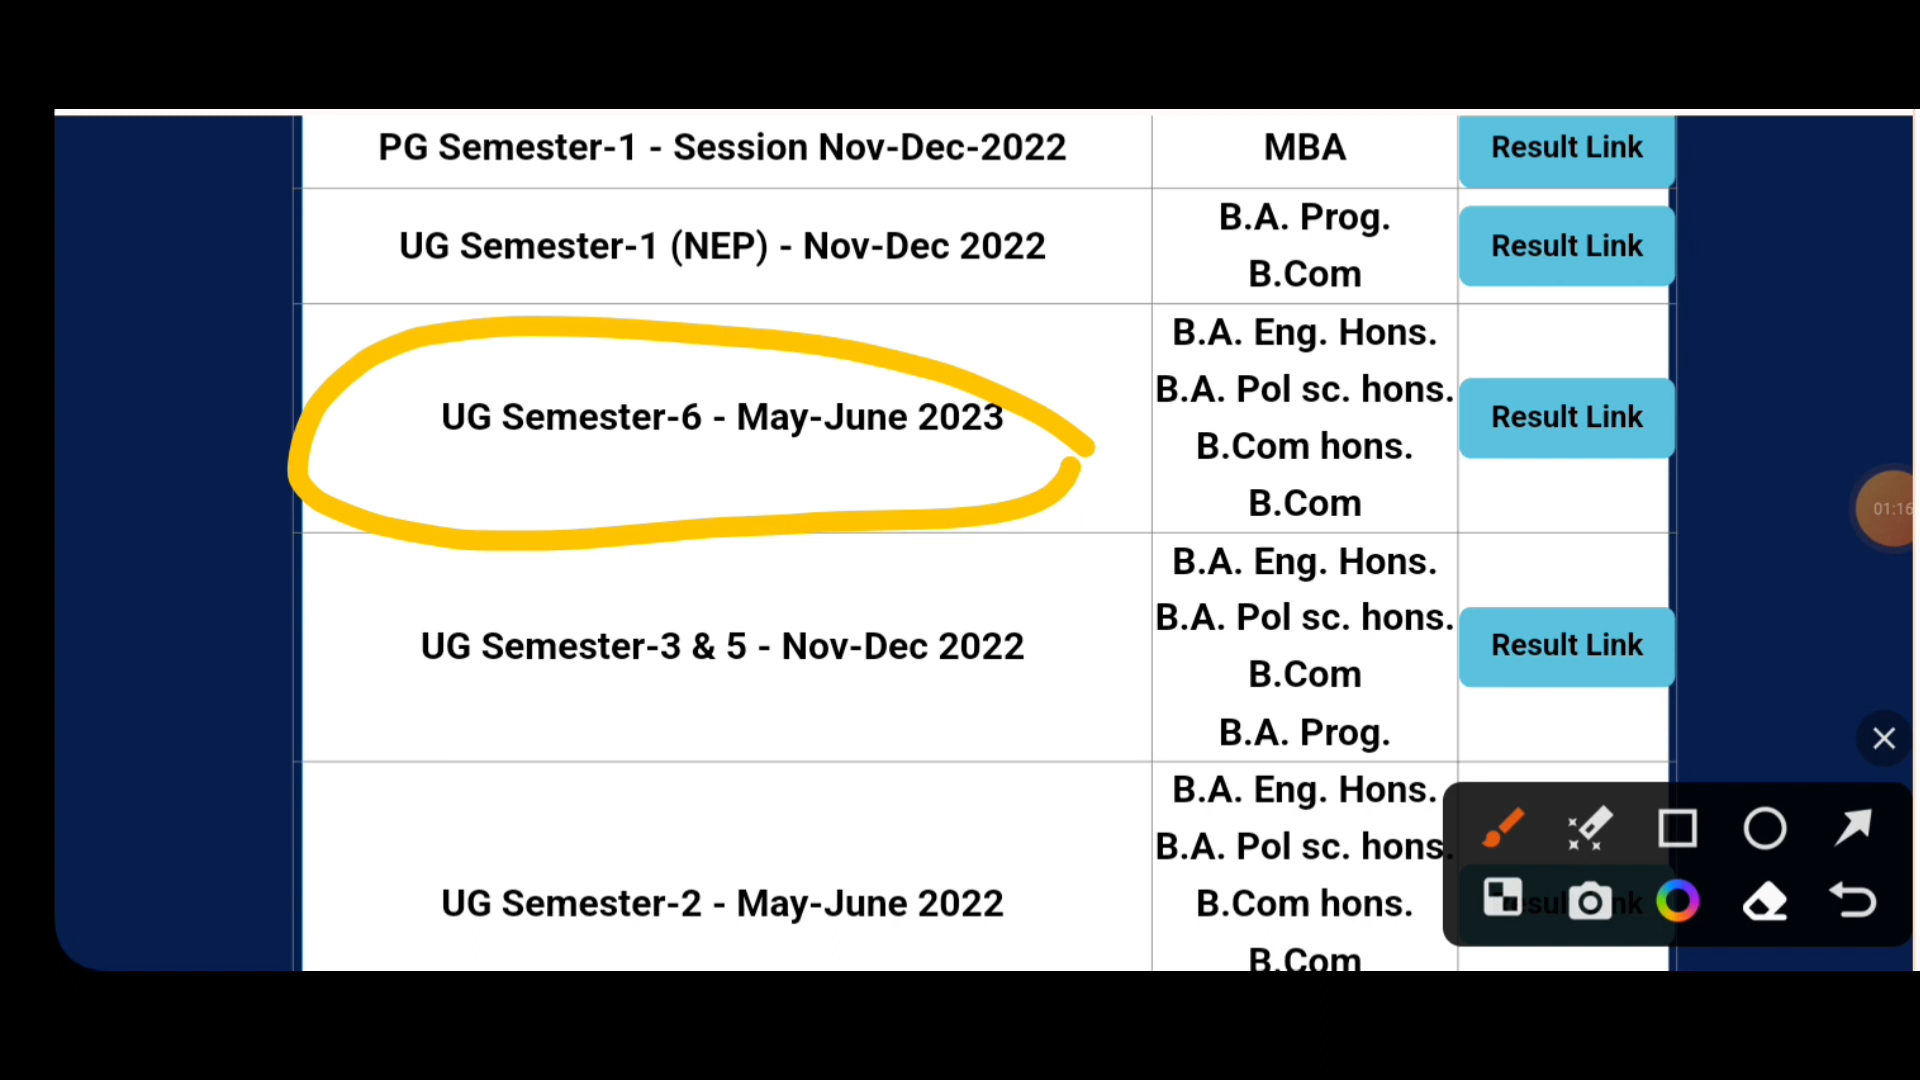 PG Semester-1 - Session Nov-Dec-2022 MBA Result Link
B.A. Prog.
UG Semester-1 (NEP) - Nov-Dec 2022 Result Link
B.Com
B.A. Eng. Hons.
B.A. Pol sc. hons.
UG Semester-6 - May-June 2023 Result Link
B.Com hons.
B.Com
01:16
B.A. Eng. Hons.
B.A. Pol sc. hons.
UG Semester-3 & 5 - Nov-Dec 2022 Result Link
B.Com
B.A. Prog.
B.A. Eng. Hons.
B.A. Pol sc. hons.
UG Semester-2 - May-June 2022
B.Com hons.
B.Com